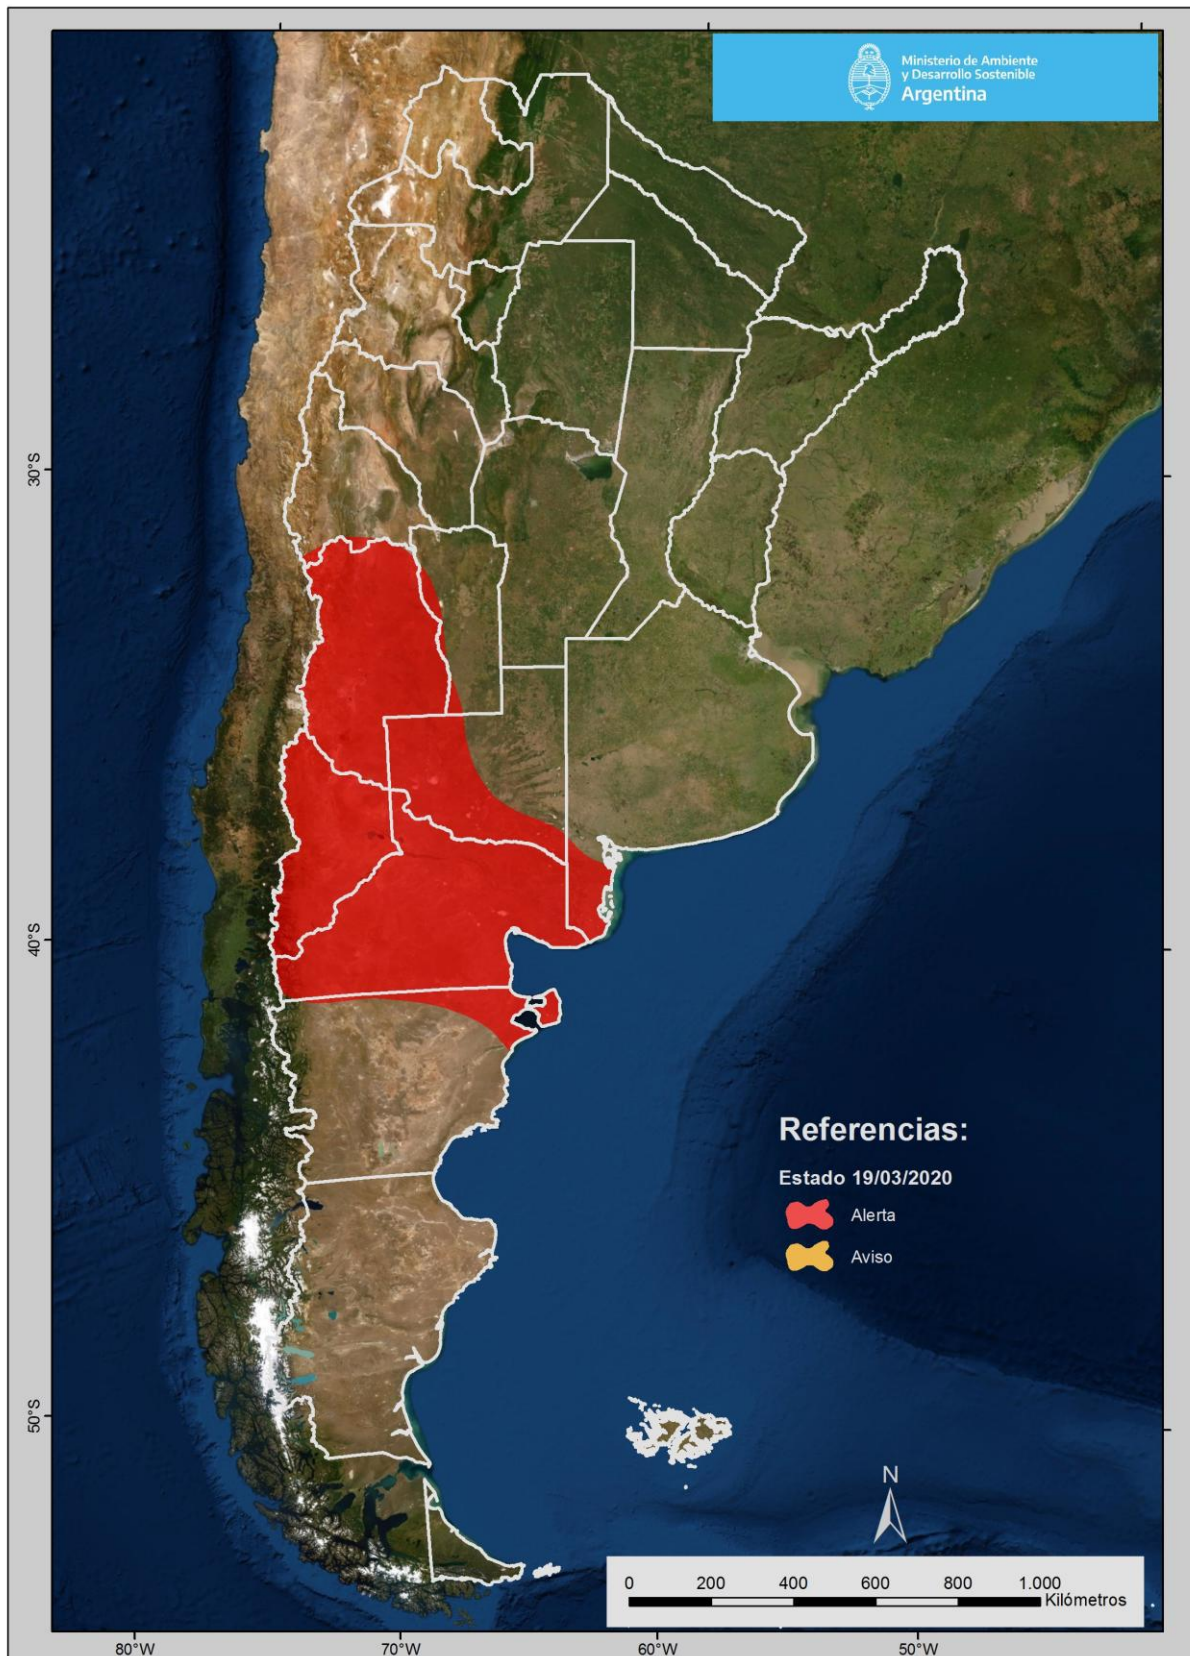 Ministerio de Ambiente
y Desarrollo Sostenible
Argentina
30°S
40°S
50°S
Referencias:
Estado 19/03/2020
Alerta
Aviso
N
0 200 400 600 800 1.000
Kilómetros
80°W 70°W 60°W 50°W